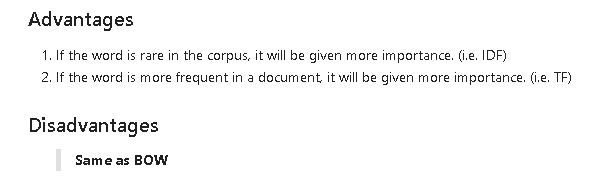 Advantages
1. If the word is rare in the corpus, it will be given more importance. (i.e. IDF)
2. If the word is more frequent in a document, it will be given more importance. (i.e. TF)
Disadvantages
Same as BOW